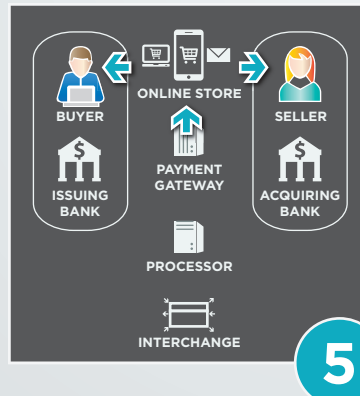 ONLINE STORE
BUYER
SELLER
$
$
PAYMENT
GATEWAY
ISSUING
BANK
ACQUIRING
BANK
PROCESSOR
INTERCHANGE
5